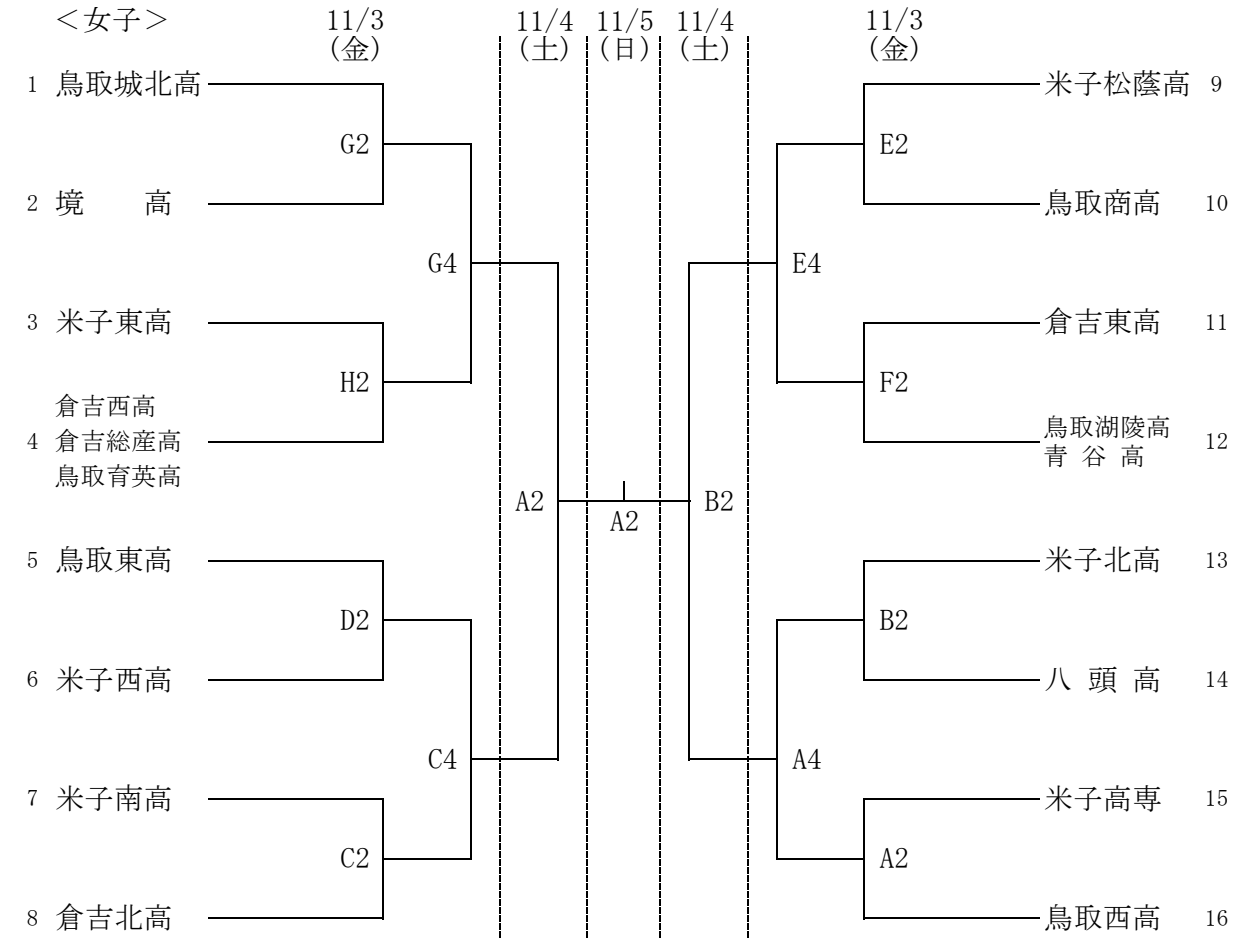 ＜女子＞ 11/3 11/4 11/5 11/4 11/3
(金) (土) (日) (土) (金)
1 鳥取城北高 米子松蔭高 9
G2 E2
2 境　　高 鳥取商高 10
G4 E4
3 米子東高 倉吉東高 11
H2 F2
倉吉西高
鳥取湖陵高
4 倉吉総産高 12
青 谷 高
鳥取育英高
A2 B2
A2
5 鳥取東高 米子北高 13
D2 B2
6 米子西高 八 頭 高 14
C4 A4
7 米子南高 米子高専 15
C2 A2
8 倉吉北高 鳥取西高 16